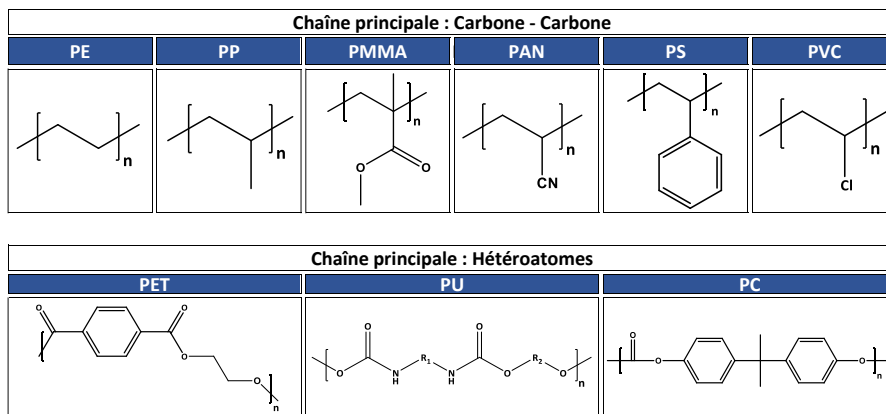 Chaîne principale : Carbone - Carbone
PE PP PMMA PAN PS PVC
n n n n n n
O O CN Cl
Chaîne principale : Hétéroatomes
PET PU PC
O O O O O
O N H R₁ N H O R₂ O O O
O n n n